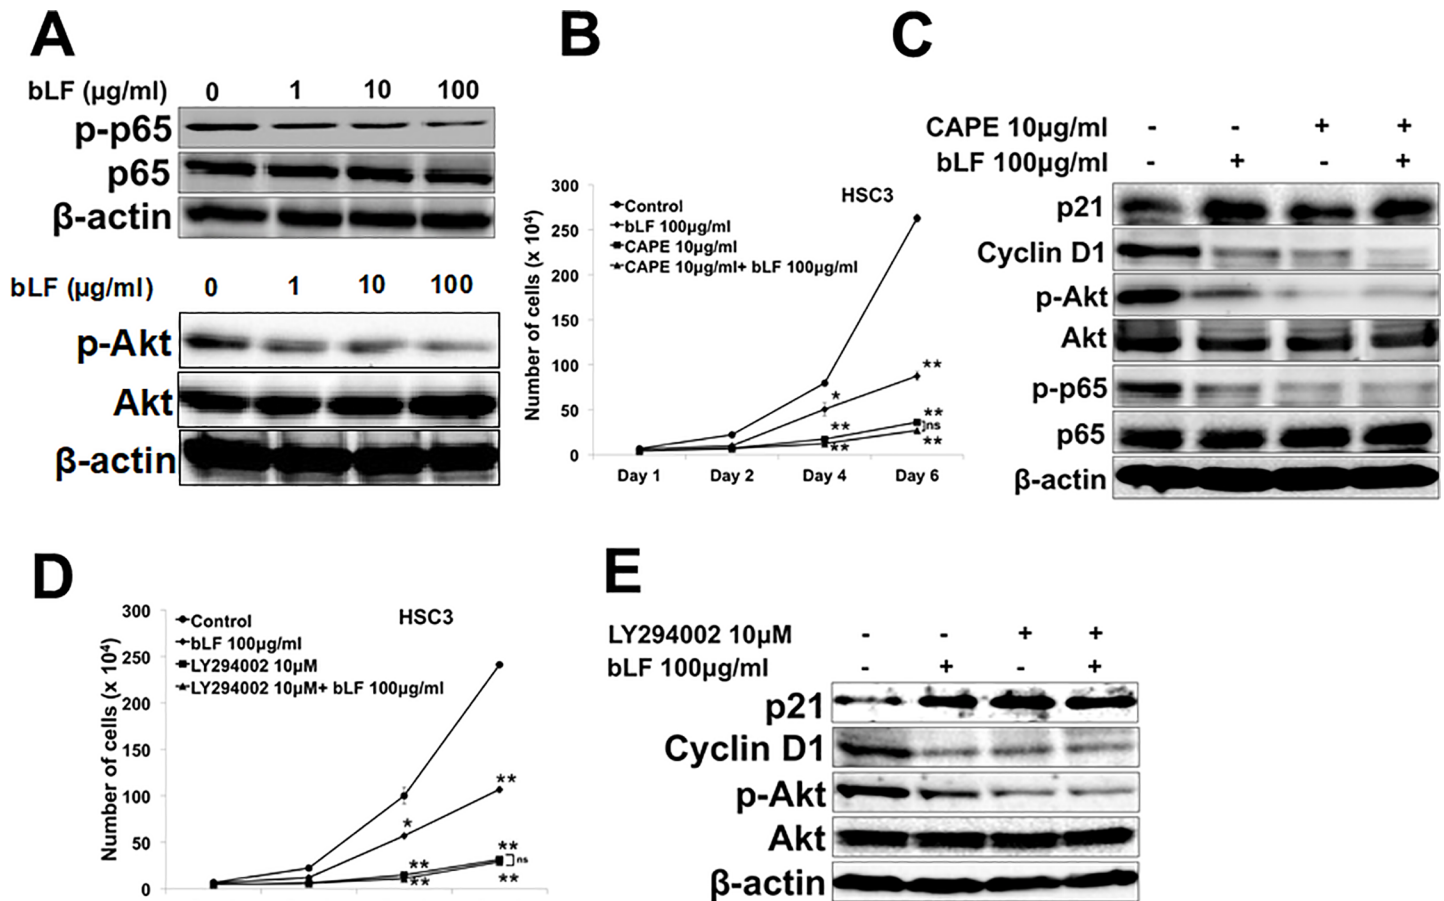 A
bLF (µg/ml) 0 1 10 100
p-p65
p65
β-actin
bLF (µg/ml) 0 1 10 100
p-Akt
Akt
β-actin
B
HSC3
Number of cells (x 10⁴)
300
250
200
150
100
50
0
Control
bLF 100µg/ml
CAPE 10µg/ml
CAPE 10µg/ml+ bLF 100µg/ml
*
**
**
**
**
ns
**
Day 1 Day 2 Day 4 Day 6
C
CAPE 10µg/ml - - + +
bLF 100µg/ml - + - +
p21
Cyclin D1
p-Akt
Akt
p-p65
p65
β-actin
D
HSC3
Number of cells (x 10⁴)
300
250
200
150
100
50
0
Control
bLF 100µg/ml
LY294002 10µM
LY294002 10µM+ bLF 100µg/ml
*
**
**
**
**
ns
**
E
LY294002 10µM - - + +
bLF 100µg/ml - + - +
p21
Cyclin D1
p-Akt
Akt
β-actin